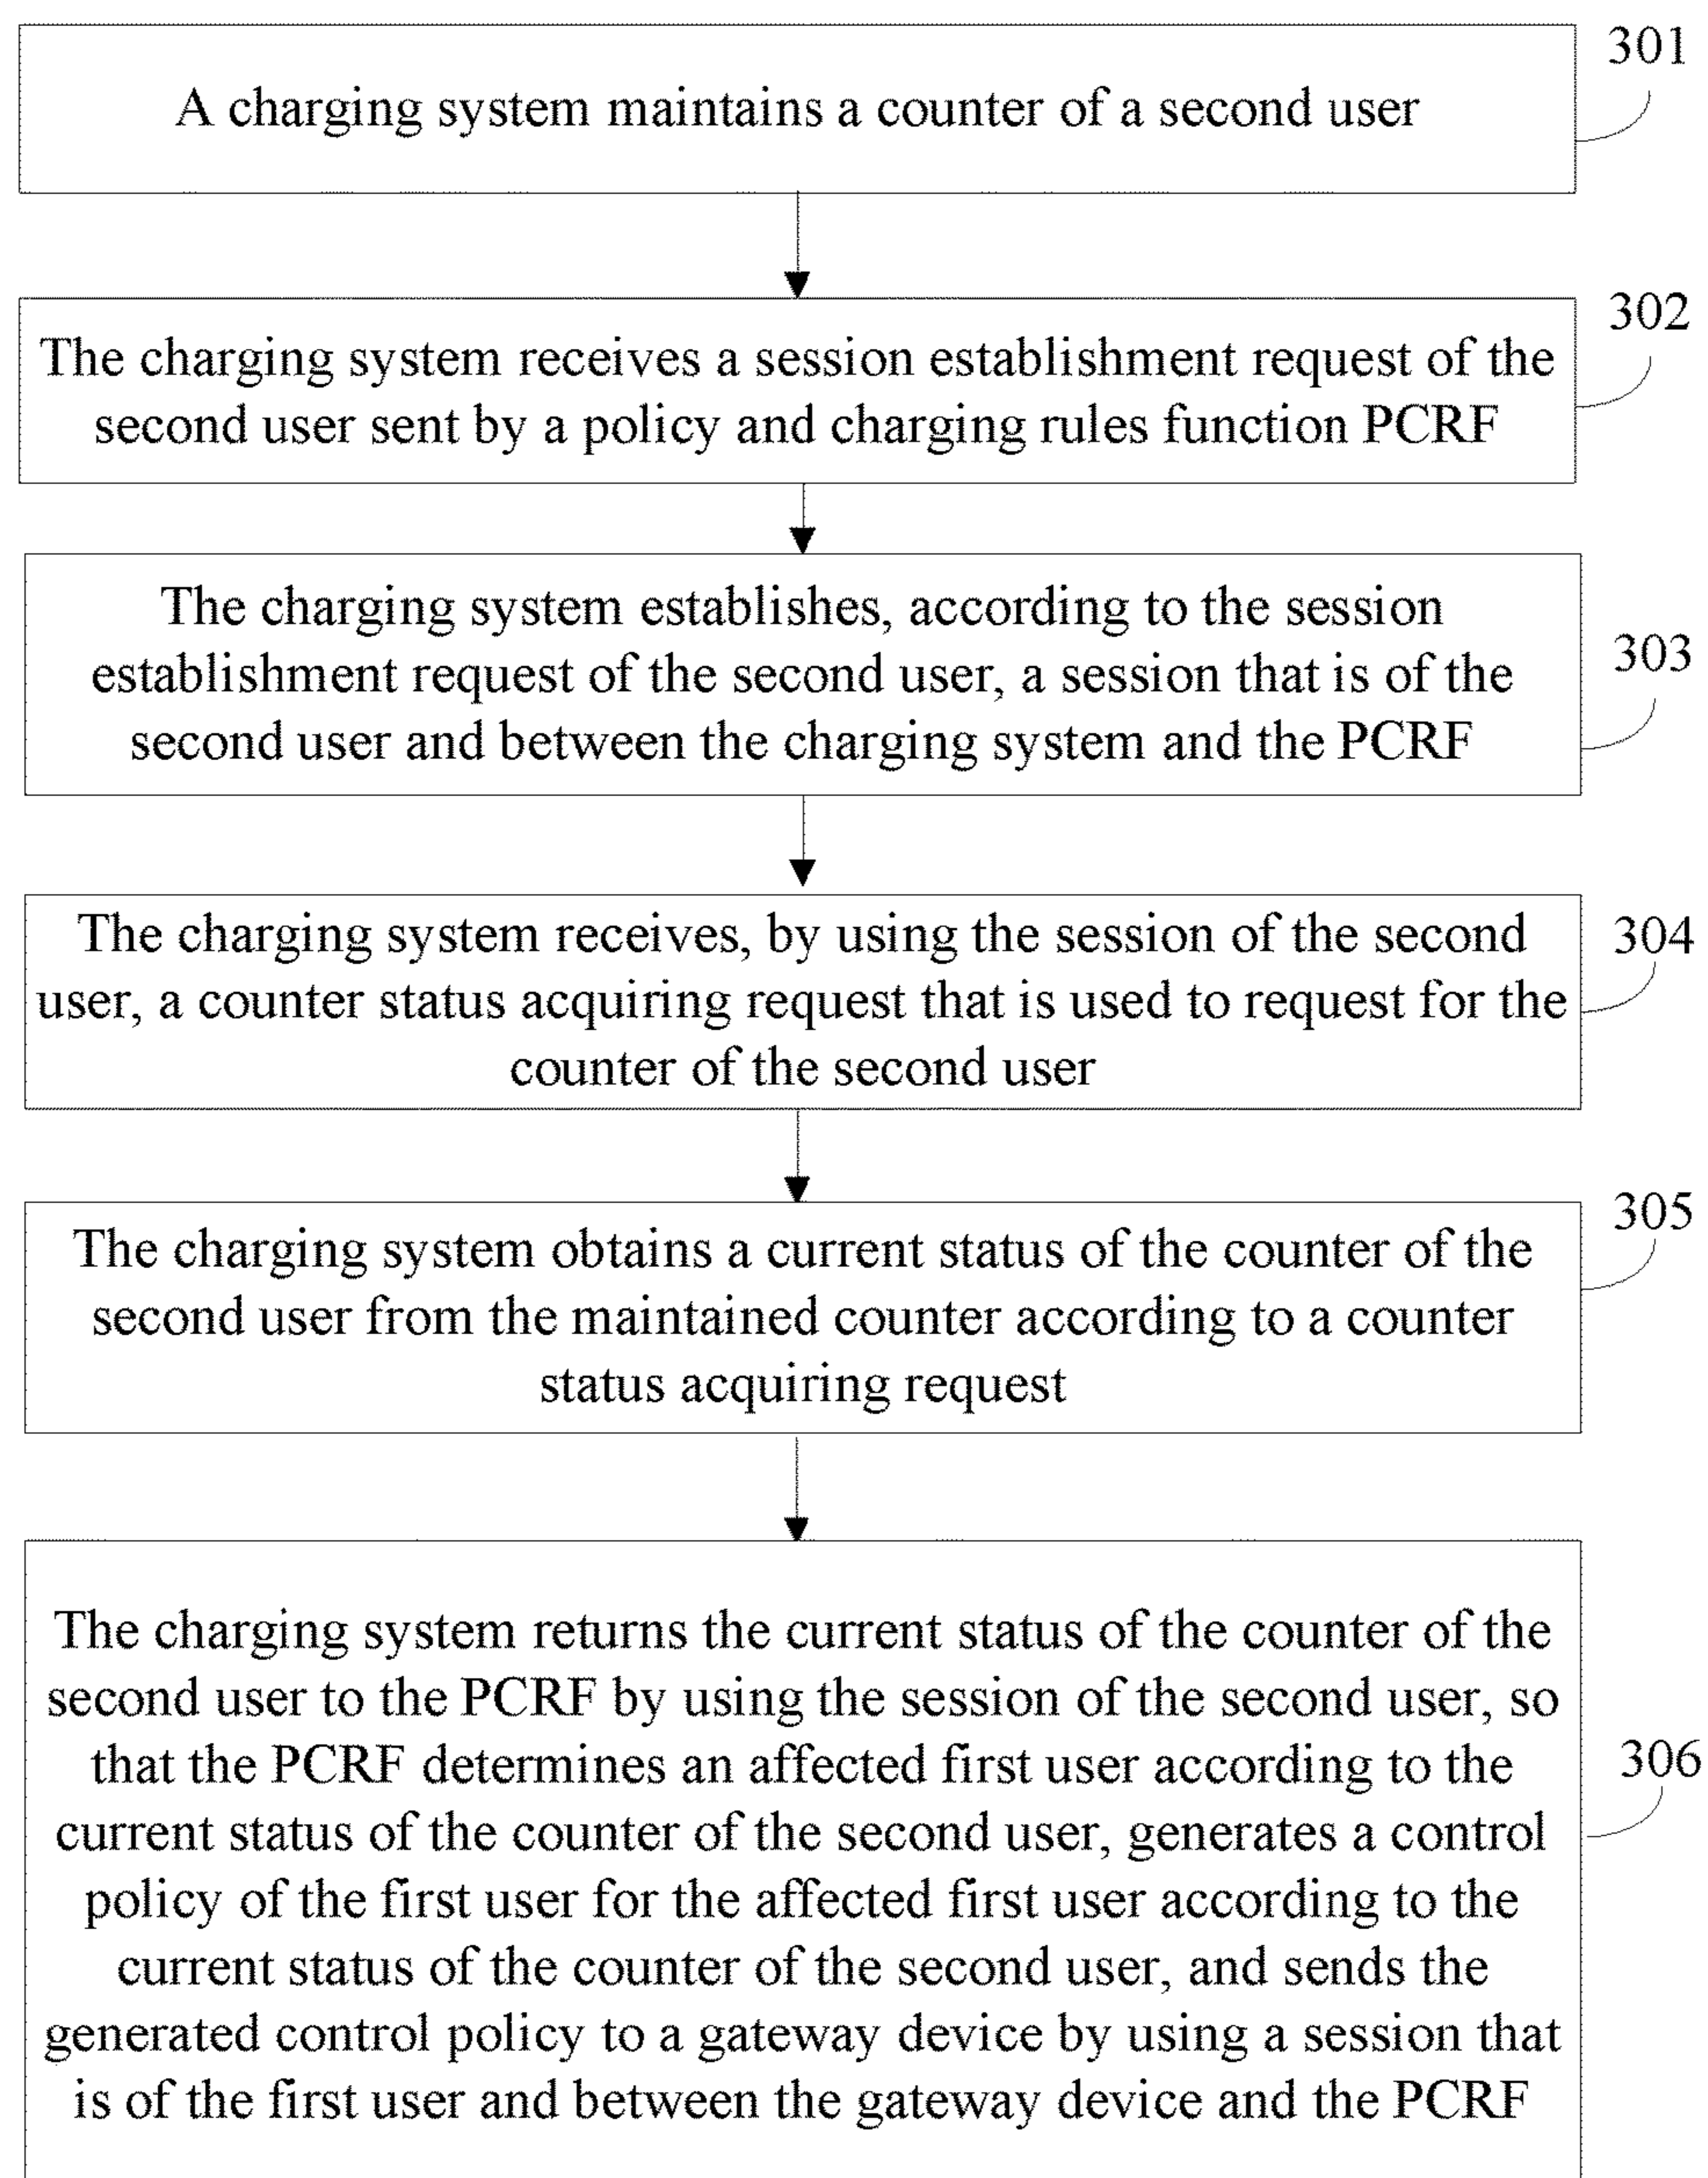 301
A charging system maintains a counter of a second user
302
The charging system receives a session establishment request of the
second user sent by a policy and charging rules function PCRF
The charging system establishes, according to the session
establishment request of the second user, a session that is of the
second user and between the charging system and the PCRF
303
The charging system receives, by using the session of the second
user, a counter status acquiring request that is used to request for the
counter of the second user
304
The charging system obtains a current status of the counter of the
second user from the maintained counter according to a counter
status acquiring request
305
The charging system returns the current status of the counter of the
second user to the PCRF by using the session of the second user, so
that the PCRF determines an affected first user according to the
current status of the counter of the second user, generates a control
policy of the first user for the affected first user according to the
current status of the counter of the second user, and sends the
generated control policy to a gateway device by using a session that
is of the first user and between the gateway device and the PCRF
306